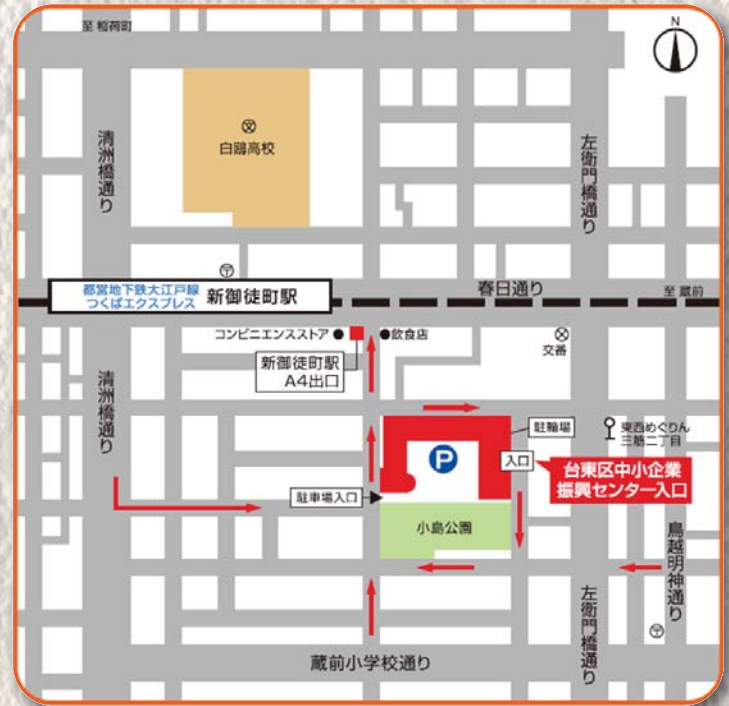 至 稲荷町
N
清洲橋通り
白鷗高校
左衛門橋通り
都営地下鉄大江戸線
つくばエクスプレス
新御徒町駅
春日通り
至 蔵前
コンビニエンスストア
飲食店
交番
新御徒町駅
A4出口
清洲橋通り
駐輪場
東西めぐりん
三筋二丁目
P
入口
台東区中小企業
振興センター入口
駐車場入口
小島公園
鳥越明神通り
左衛門橋通り
蔵前小学校通り